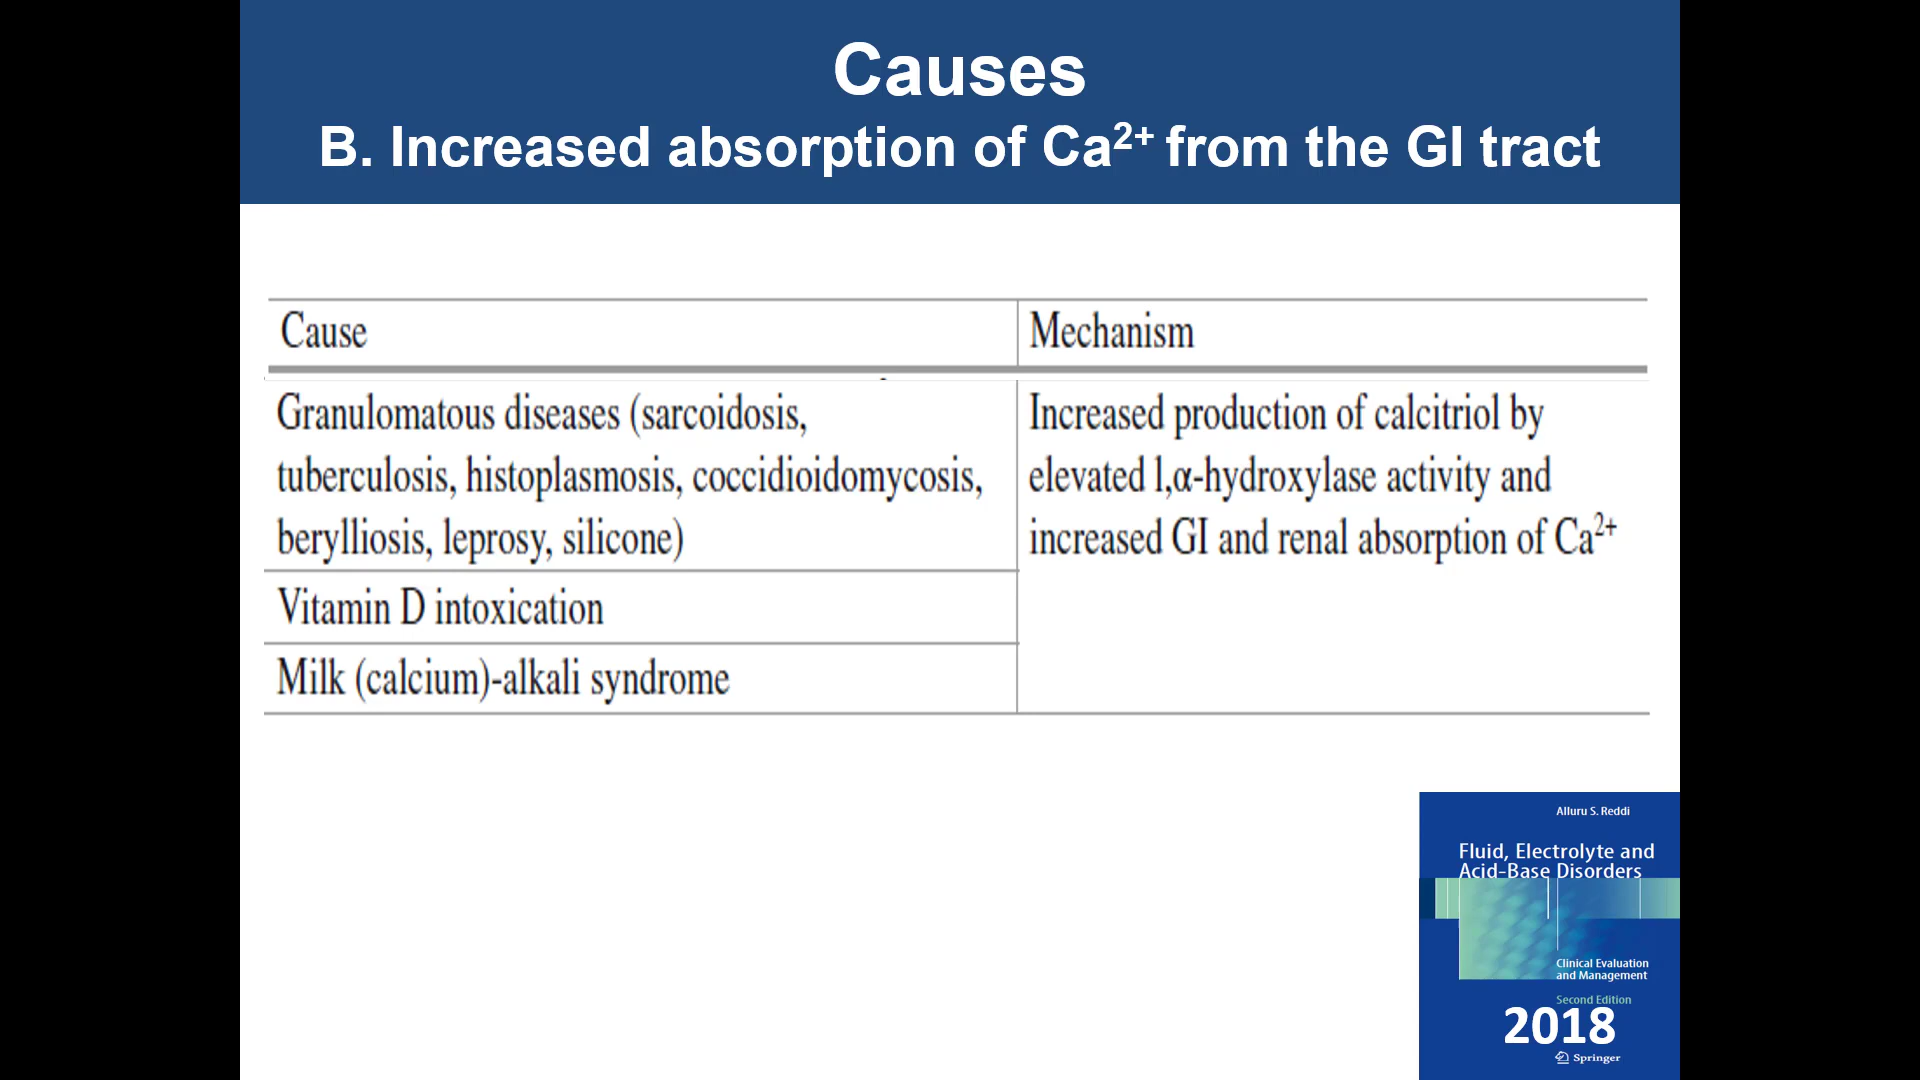 Causes
B. Increased absorption of Ca²⁺ from the GI tract
Cause
Mechanism
Granulomatous diseases (sarcoidosis,
tuberculosis, histoplasmosis, coccidioidomycosis,
berylliosis, leprosy, silicone)
Increased production of calcitriol by
elevated l,α-hydroxylase activity and
increased GI and renal absorption of Ca²⁺
Vitamin D intoxication
Milk (calcium)-alkali syndrome
Alluru S. Reddi
Fluid, Electrolyte and
Acid-Base Disorders
Clinical Evaluation
and Management
Second Edition
2018
Springer